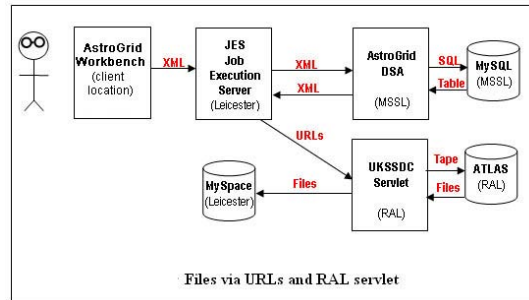 AstroGrid
Workbench
(client
location)
XML
JES
Job
Execution
Server
(Leicester)
XML
XML
AstroGrid
DSA
(MSSL)
SQL
Table
MySQL
(MSSL)
URLs
MySpace
(Leicester)
Files
UKSSDC
Servlet
(RAL)
Tape
Files
ATLAS
(RAL)
Files via URLs and RAL servlet